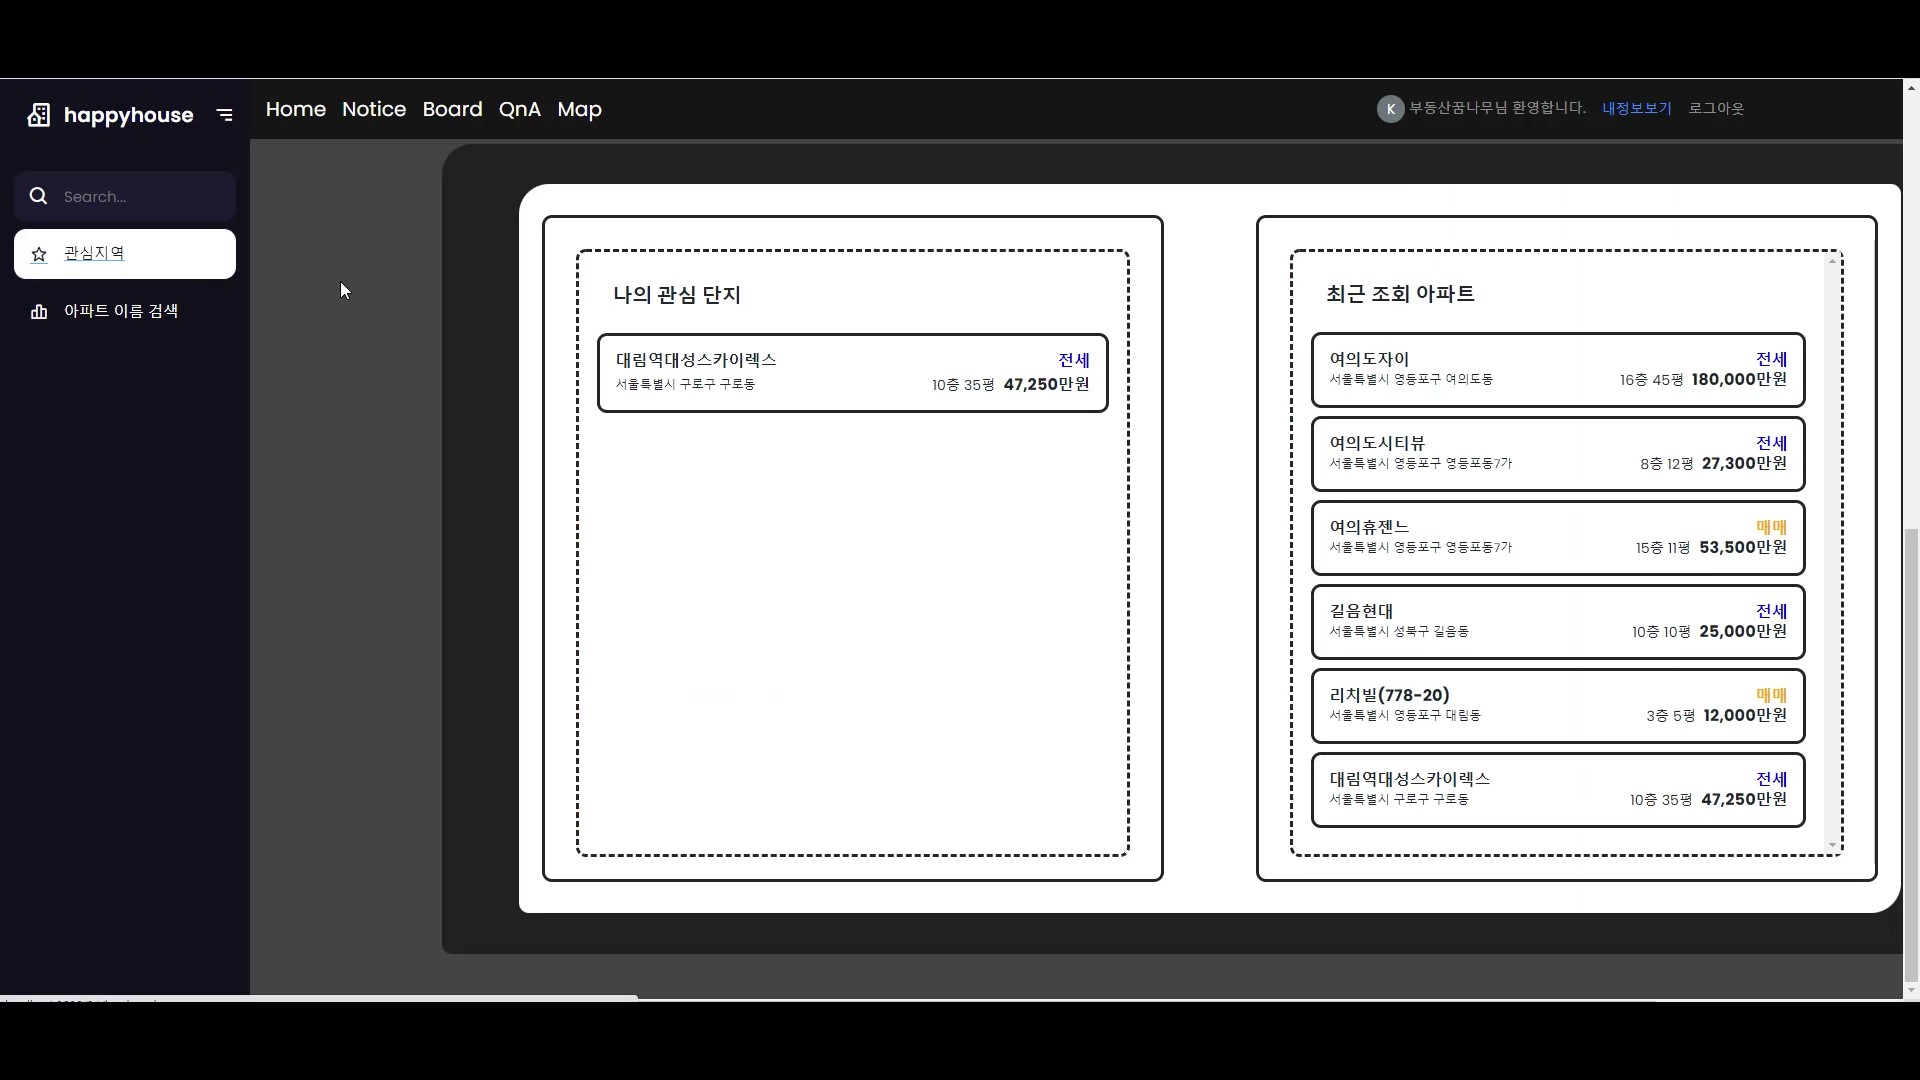 happyhouse
Home Notice Board QnA Map
K 부동산꿈나무님 환영합니다. 내정보보기 로그아웃
Search...
관심지역
아파트 이름 검색
나의 관심 단지
대림역대성스카이렉스 전세
서울특별시 구로구 구로동 10층 35평 47,250만원
최근 조회 아파트
여의도자이 전세
서울특별시 영등포구 여의도동 16층 45평 180,000만원
여의도시티뷰 전세
서울특별시 영등포구 영등포동7가 8층 12평 27,300만원
여의휴젠느 매매
서울특별시 영등포구 영등포동7가 15층 11평 53,500만원
길음현대 전세
서울특별시 성북구 길음동 10층 10평 25,000만원
리치빌(778-20) 매매
서울특별시 영등포구 대림동 3층 5평 12,000만원
대림역대성스카이렉스 전세
서울특별시 구로구 구로동 10층 35평 47,250만원